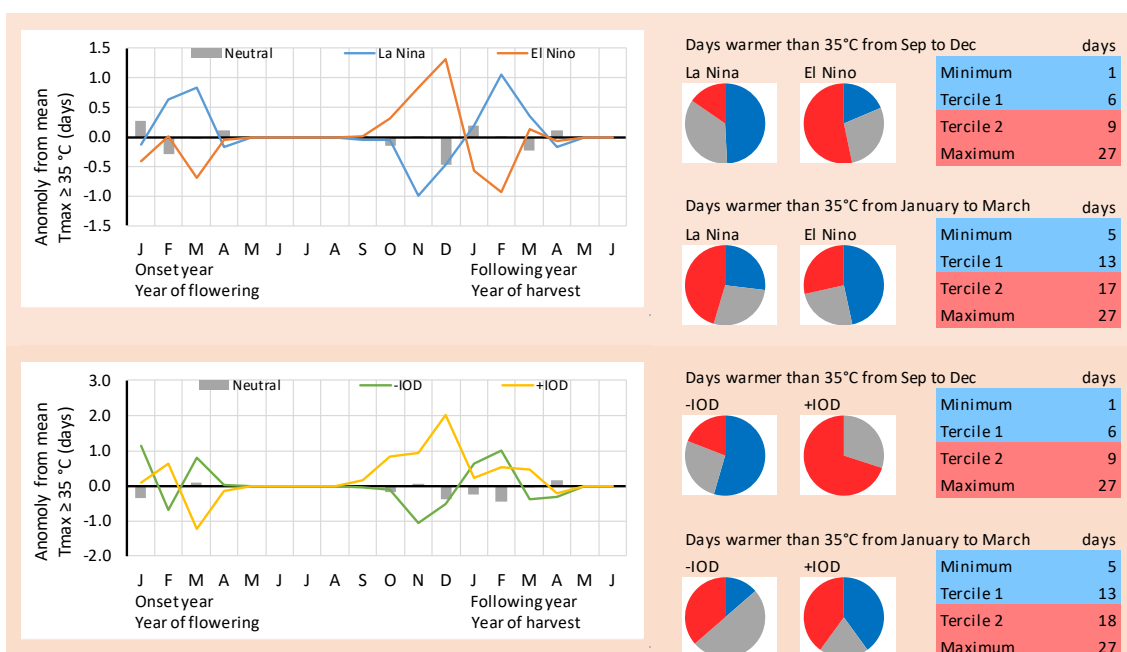 1.5
1.0
0.5
0.0
-0.5
-1.0
-1.5
Anomoly from mean
Tmax ≥ 35 °C (days)
Neutral La Nina El Nino
J F M A M J J A S O N D J F M A M J
Onset year Following year
Year of flowering Year of harvest
Days warmer than 35°C from Sep to Dec days
La Nina El Nino
Minimum 1
Tercile 1 6
Tercile 2 9
Maximum 27
Days warmer than 35°C from January to March days
La Nina El Nino
Minimum 5
Tercile 1 13
Tercile 2 17
Maximum 27
3.0
2.0
1.0
0.0
-1.0
-2.0
Anomoly from mean
Tmax ≥ 35 °C (days)
Neutral -IOD +IOD
J F M A M J J A S O N D J F M A M J
Onset year Following year
Year of flowering Year of harvest
Days warmer than 35°C from Sep to Dec days
-IOD +IOD
Minimum 1
Tercile 1 6
Tercile 2 9
Maximum 27
Days warmer than 35°C from January to March days
-IOD +IOD
Minimum 5
Tercile 1 13
Tercile 2 18
Maximum 27